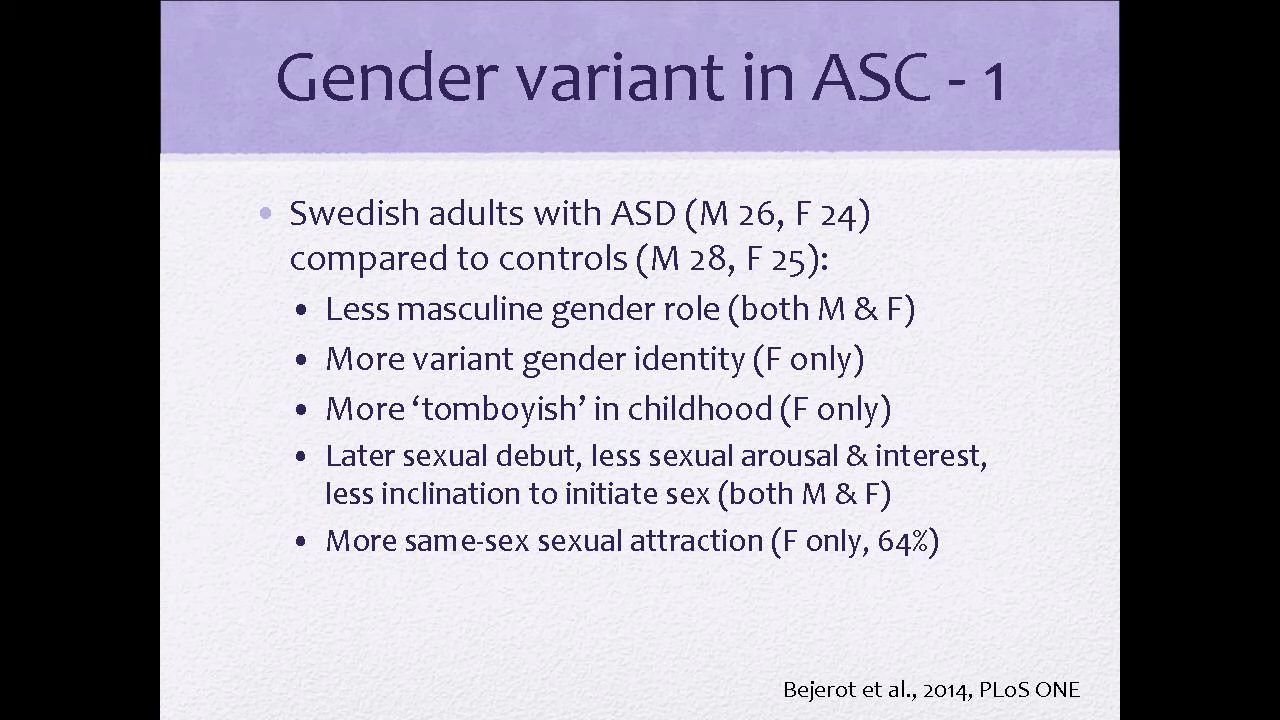 Gender variant in ASC - 1
• Swedish adults with ASD (M 26, F 24)
compared to controls (M 28, F 25):
• Less masculine gender role (both M & F)
• More variant gender identity (F only)
• More ‘tomboyish’ in childhood (F only)
• Later sexual debut, less sexual arousal & interest,
less inclination to initiate sex (both M & F)
• More same-sex sexual attraction (F only, 64%)
Bejerot et al., 2014, PLoS ONE